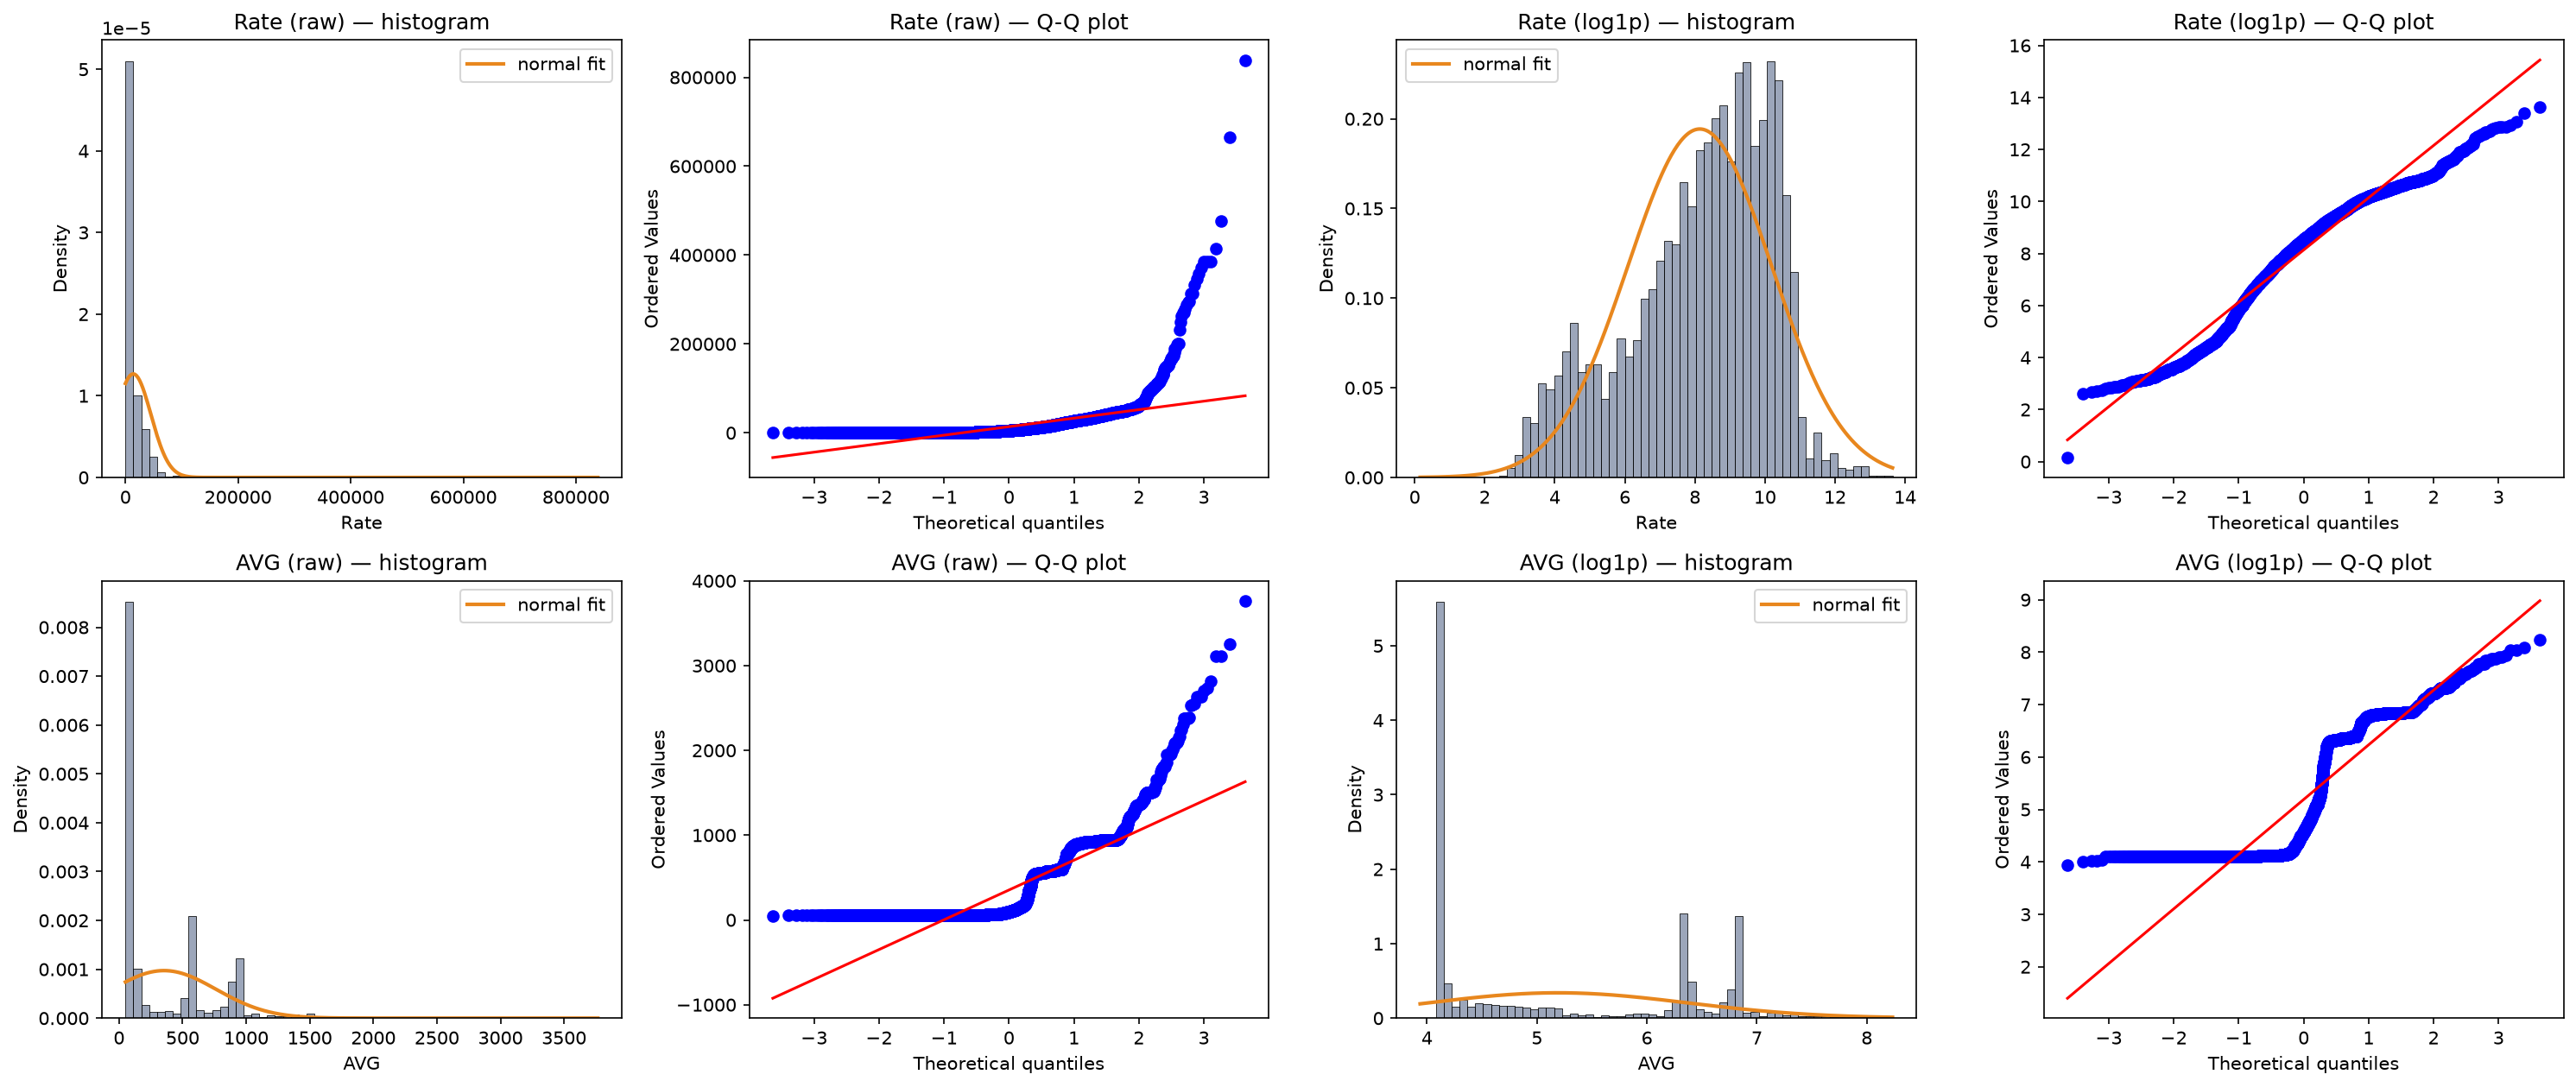 Rate (raw) — histogram
1e−5
Density
5
4
3
2
1
0
normal fit
0 200000 400000 600000 800000
Rate
Rate (raw) — Q-Q plot
Ordered Values
800000
600000
400000
200000
0
−3 −2 −1 0 1 2 3
Theoretical quantiles
Rate (log1p) — histogram
Density
0.20
0.15
0.10
0.05
0.00
normal fit
0 2 4 6 8 10 12 14
Rate
Rate (log1p) — Q-Q plot
Ordered Values
16
14
12
10
8
6
4
2
0
−3 −2 −1 0 1 2 3
Theoretical quantiles
AVG (raw) — histogram
Density
0.008
0.007
0.006
0.005
0.004
0.003
0.002
0.001
0.000
normal fit
0 500 1000 1500 2000 2500 3000 3500
AVG
AVG (raw) — Q-Q plot
Ordered Values
4000
3000
2000
1000
0
−1000
−3 −2 −1 0 1 2 3
Theoretical quantiles
AVG (log1p) — histogram
Density
5
4
3
2
1
0
normal fit
4 5 6 7 8
AVG
AVG (log1p) — Q-Q plot
Ordered Values
9
8
7
6
5
4
3
2
−3 −2 −1 0 1 2 3
Theoretical quantiles